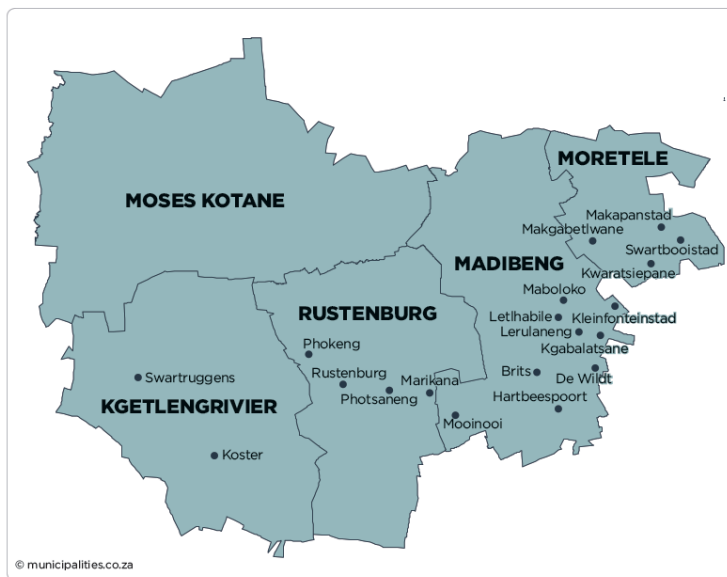 MORETELE
MOSES KOTANE
Makapanstad
Makgabetlwane
Swartbooistad
MADIBENG
Kwaratsiepane
Maboloko
RUSTENBURG
Letlhabile
Kleinfonteinstad
Lerulaneng
Phokeng
Kgabalatsane
Rustenburg
Brits
Swartruggens
Marikana
De Wildt
Photsaneng
Hartbeespoort
KGETLENGRIVIER
Mooinooi
Koster
© municipalities.co.za